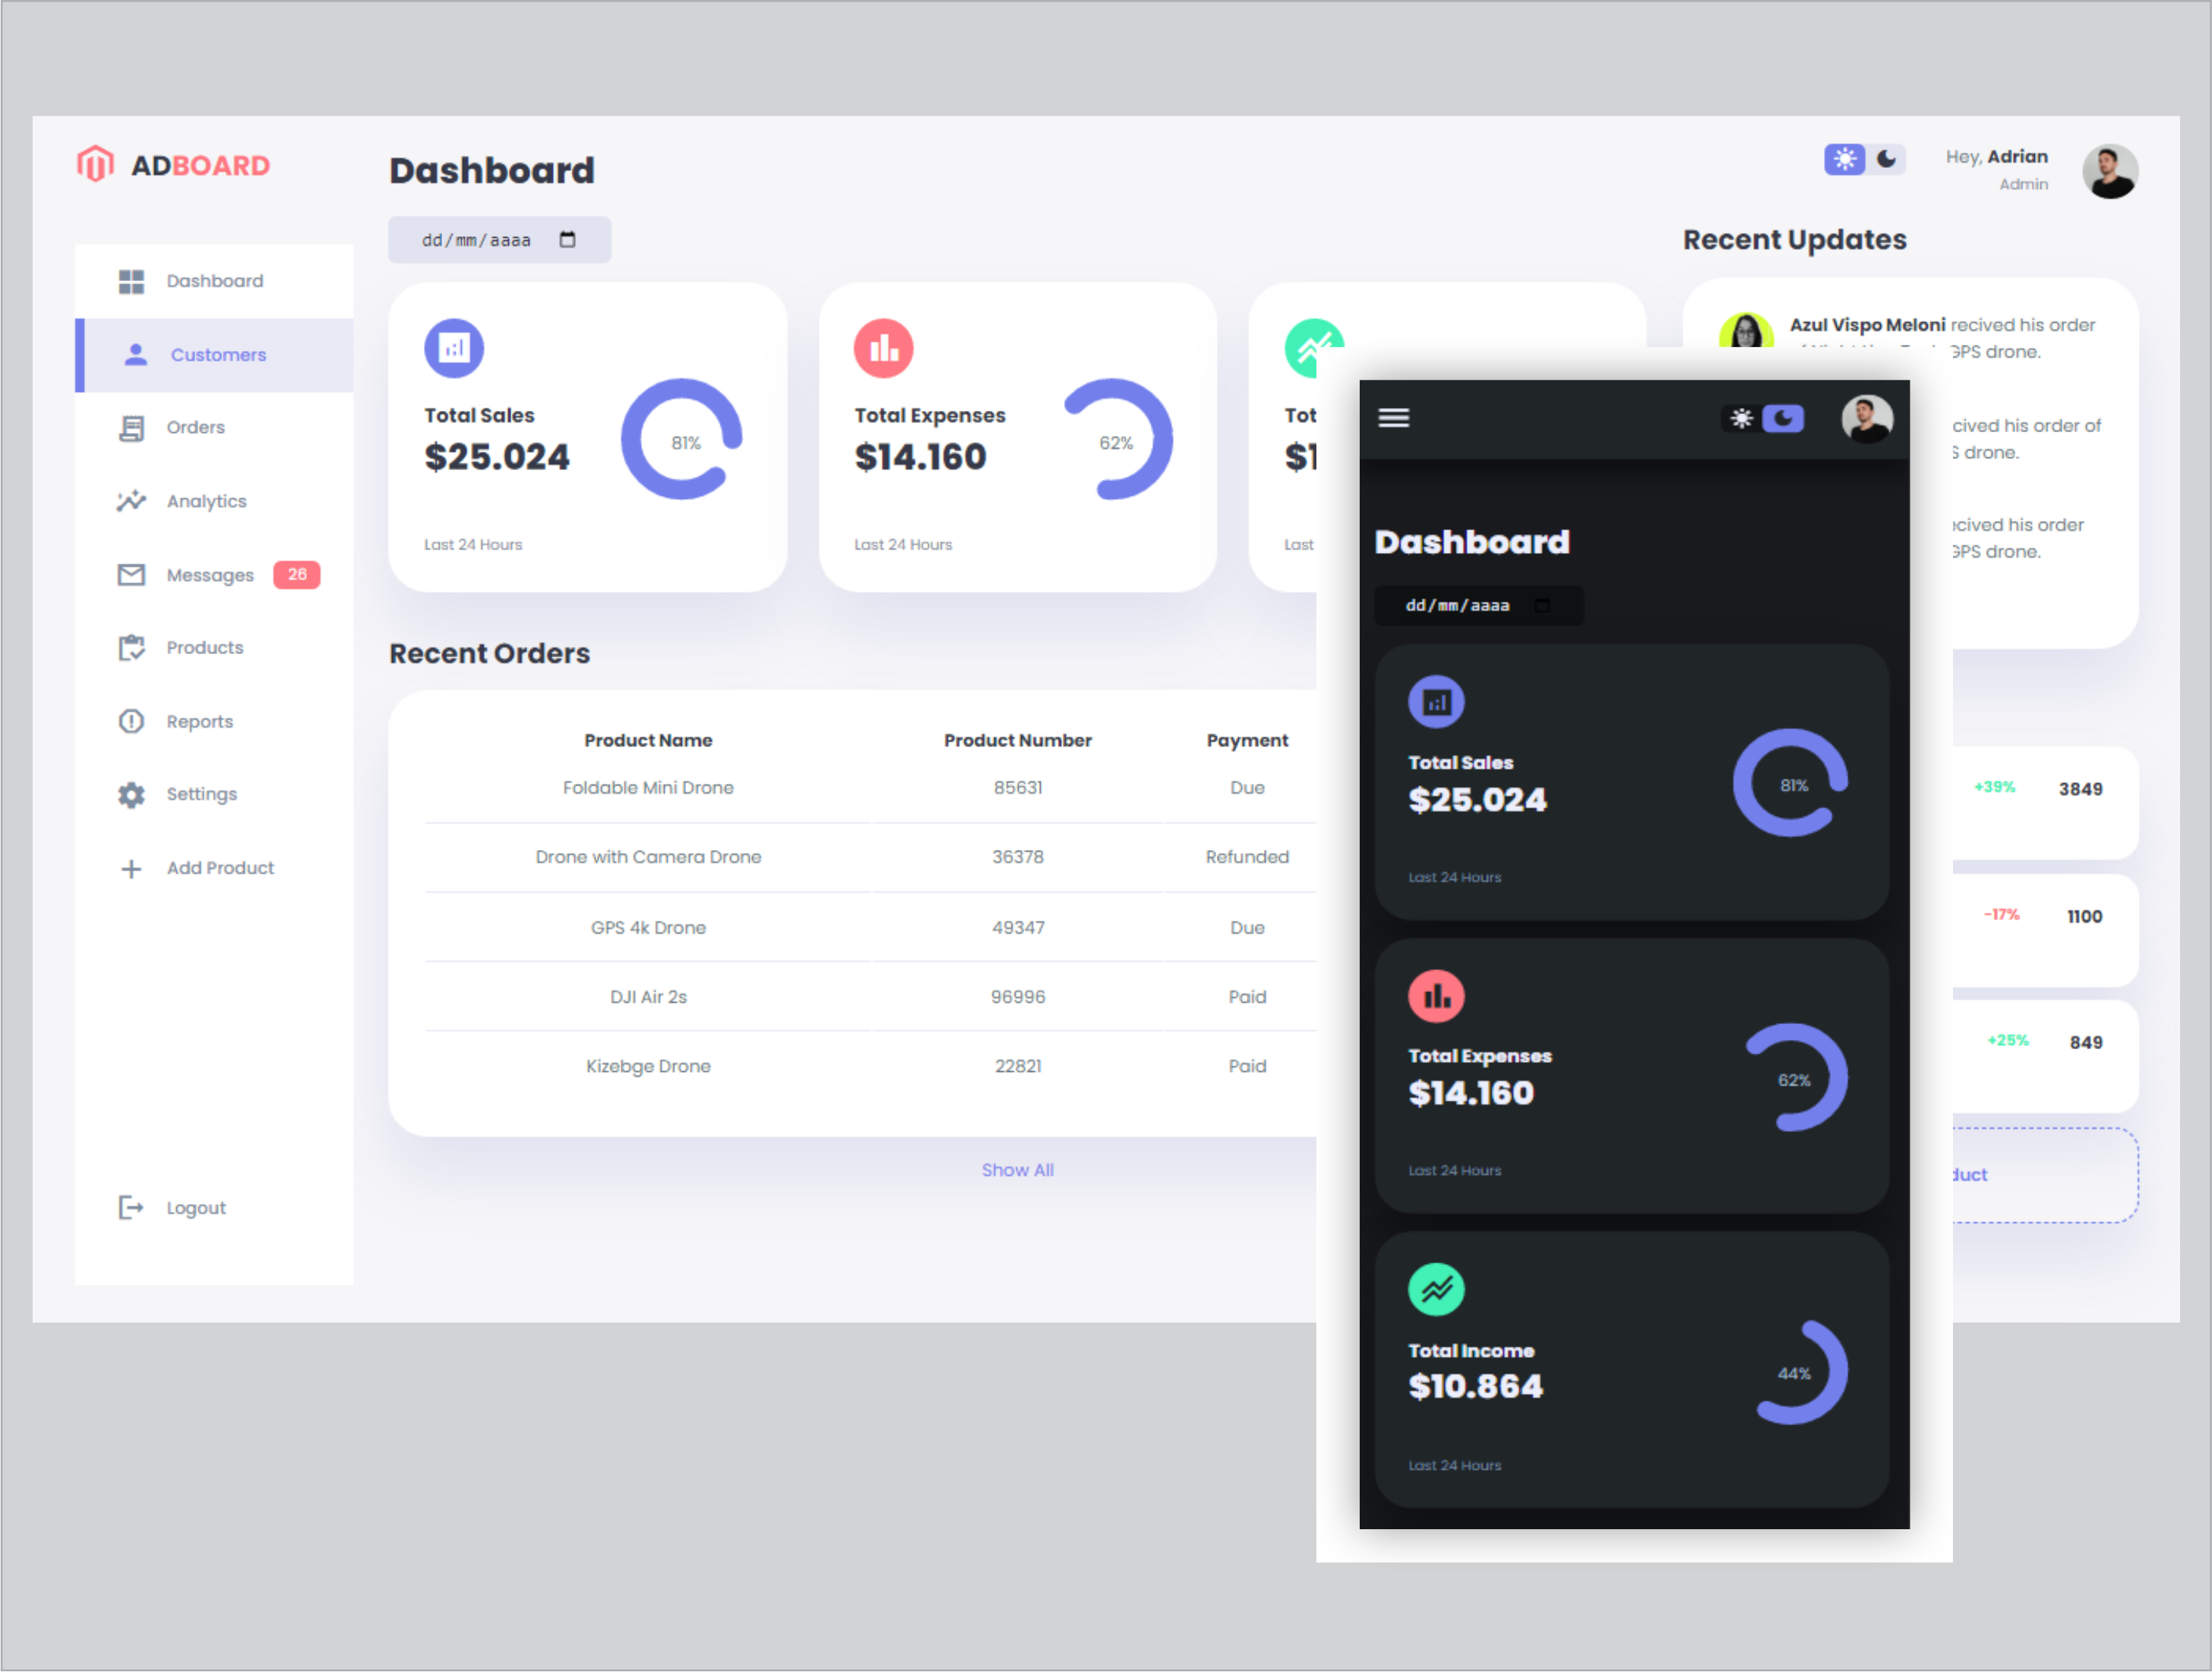 ADBOARD
Dashboard
Customers
Orders
Analytics
Messages 26
Products
Reports
Settings
Add Product
Logout
Dashboard
dd/mm/aaaa
Total Sales
$25.024
81%
Last 24 Hours
Total Expenses
$14.160
62%
Last 24 Hours
Tot
$1
Last
Recent Orders
Product Name Product Number Payment
Foldable Mini Drone 85631 Due
Drone with Camera Drone 36378 Refunded
GPS 4k Drone 49347 Due
DJI Air 2s 96996 Paid
Kizebge Drone 22821 Paid
Show All
Hey, Adrian
Admin
Recent Updates
Azul Vispo Meloni recived his order
GPS drone.
cived his order of
drone.
cived his order
GPS drone.
+39% 3849
-17% 1100
+25% 849
duct
Dashboard
dd/mm/aaaa
Total Sales
$25.024
81%
Last 24 Hours
Total Expenses
$14.160
62%
Last 24 Hours
Total Income
$10.864
44%
Last 24 Hours